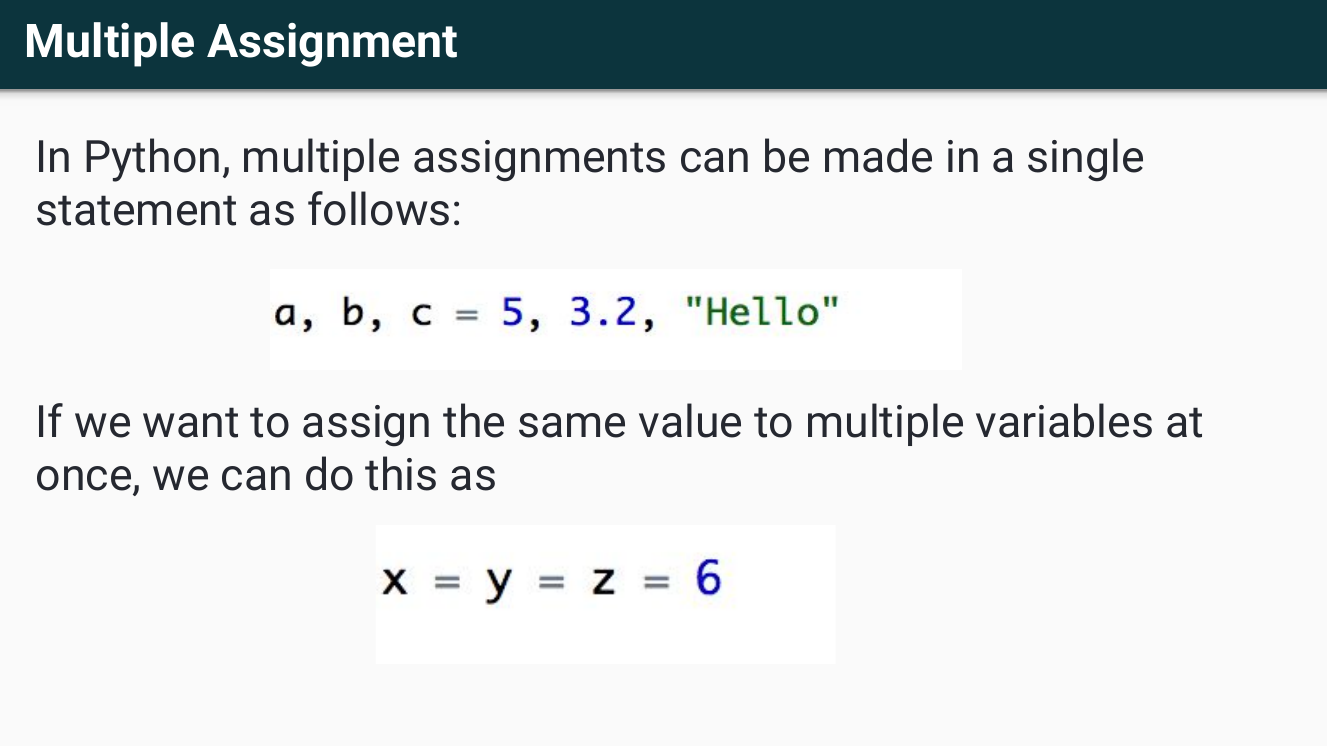 Multiple Assignment
In Python, multiple assignments can be made in a single
statement as follows:
a, b, c = 5, 3.2, "Hello"
If we want to assign the same value to multiple variables at
once, we can do this as
x = y = z = 6